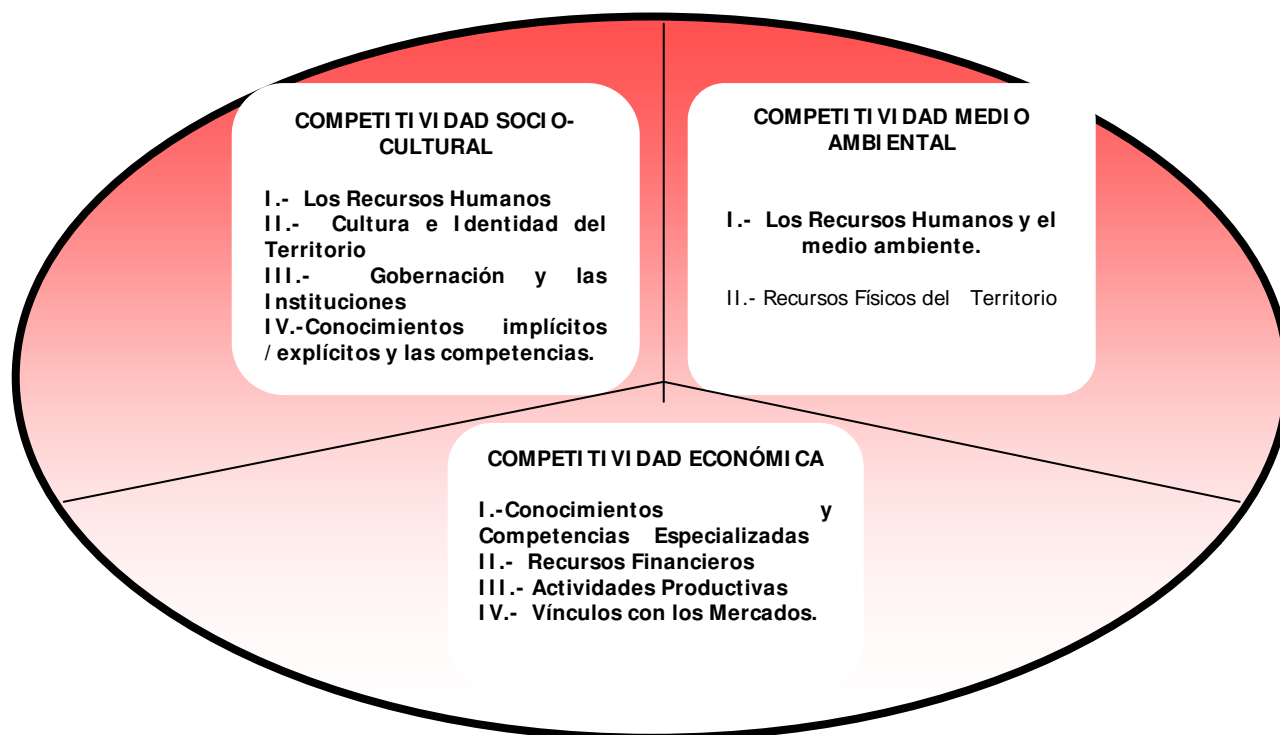 COMPETITIVIDAD SOCIO-
CULTURAL
I.- Los Recursos Humanos
II.- Cultura e Identidad del
Territorio
III.- Gobernación y las
Instituciones
IV.-Conocimientos implícitos
/ explícitos y las competencias.
COMPETITIVIDAD MEDIO
AMBIENTAL
I.- Los Recursos Humanos y el
medio ambiente.
II.- Recursos Físicos del Territorio
COMPETITIVIDAD ECONÓMICA
I.-Conocimientos y
Competencias Especializadas
II.- Recursos Financieros
III.- Actividades Productivas
IV.- Vínculos con los Mercados.